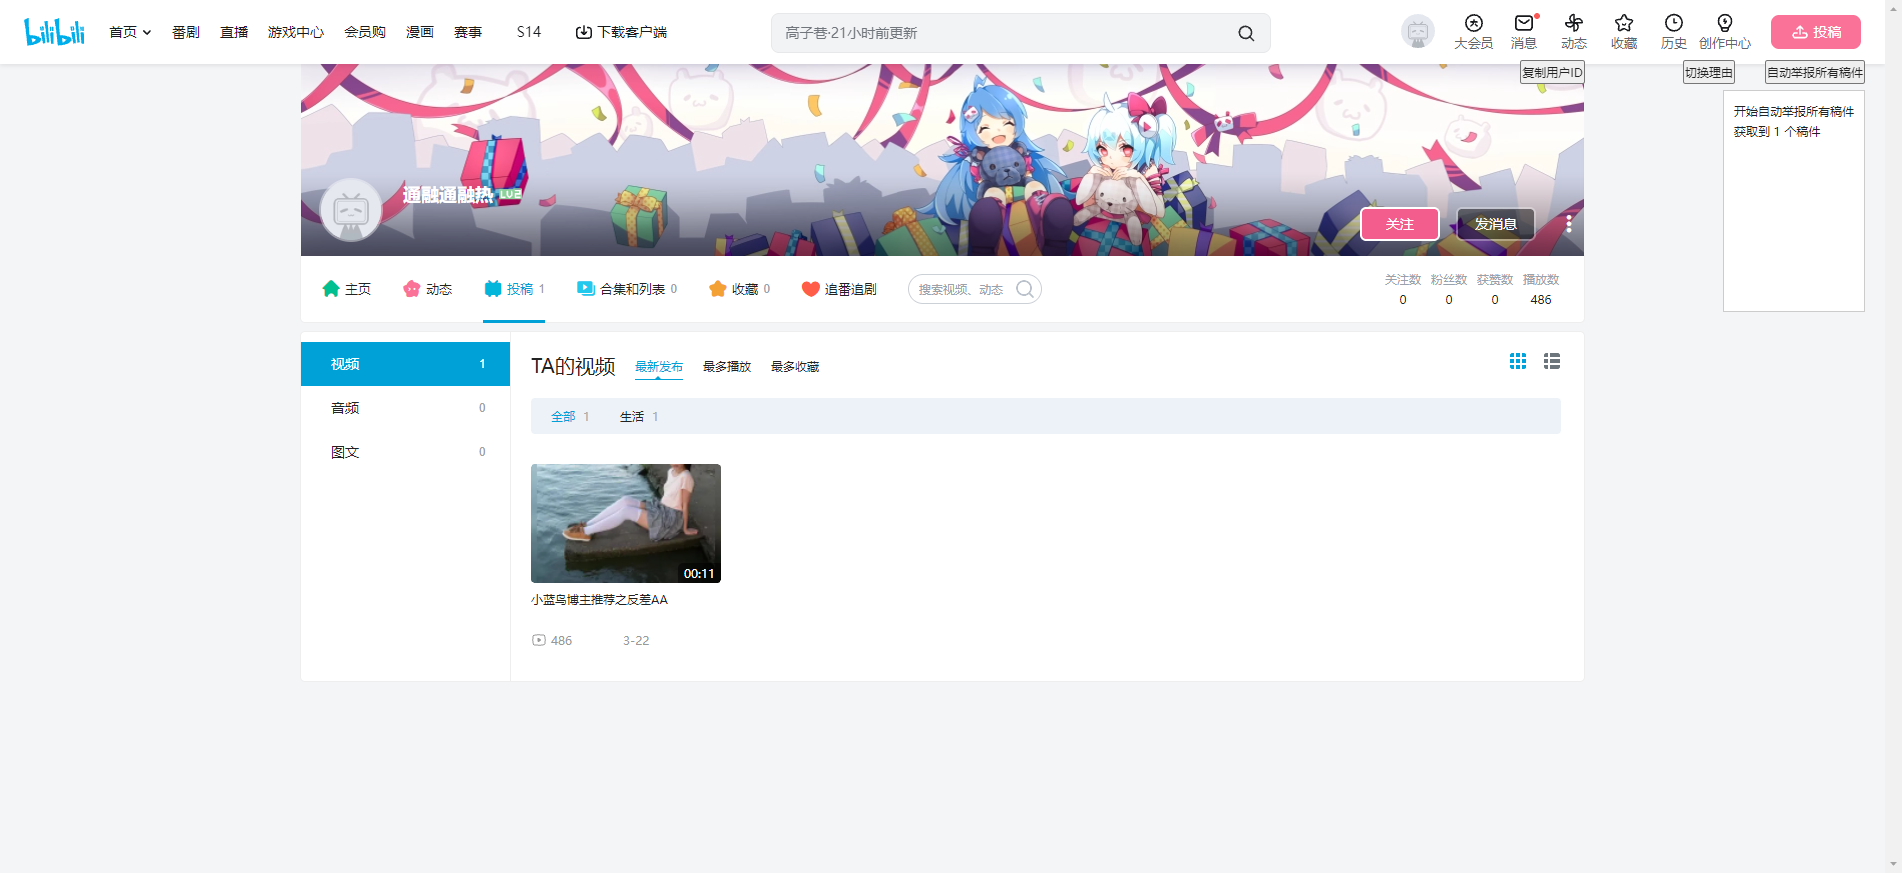 bilibili
首页
番剧
直播
游戏中心
会员购
漫画
赛事
S14
下载客户端
高子巷·21小时前更新
大会员
消息
动态
收藏
历史
创作中心
投稿
复制用户ID
切换理由
自动举报所有稿件
开始自动举报所有稿件
获取到 1 个稿件
通融通融热 LV2
关注
发消息
主页
动态
投稿 1
合集和列表 0
收藏 0
追番追剧
搜索视频、动态
关注数 粉丝数 获赞数 播放数
0 0 0 486
视频 1
音频 0
图文 0
TA的视频
最新发布
最多播放
最多收藏
全部 1
生活 1
00:11
小蓝鸟博主推荐之反差AA
486
3-22